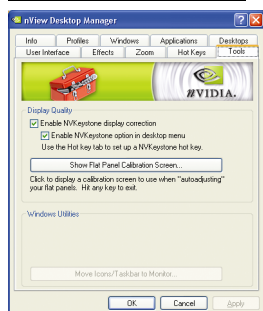 nView Desktop Manager
Info Profiles Windows Applications Desktops
User Interface Effects Zoom Hot Keys Tools
NVIDIA.
Display Quality
Enable NVKeystone display correction
Enable NVKeystone option in desktop menu
Use the Hot key tab to set up a NVKeystone hot key.
Show Flat Panel Calibration Screen...
Click to display a calibration screen to use when "autoadjusting"
your flat panels. Hit any key to exit.
Windows Utilities
Move Icons/Taskbar to Monitor...
OK Cancel Apply